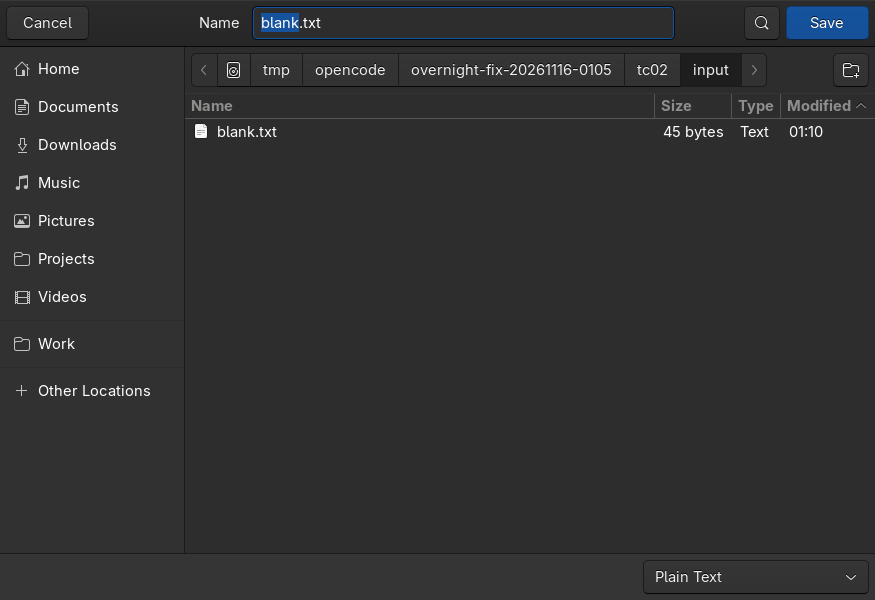 Cancel Name blank.txt Save
Home
Documents
Downloads
Music
Pictures
Projects
Videos
Work
Other Locations
tmp opencode overnight-fix-20261116-0105 tc02 input
Name Size Type Modified
blank.txt 45 bytes Text 01:10
Plain Text